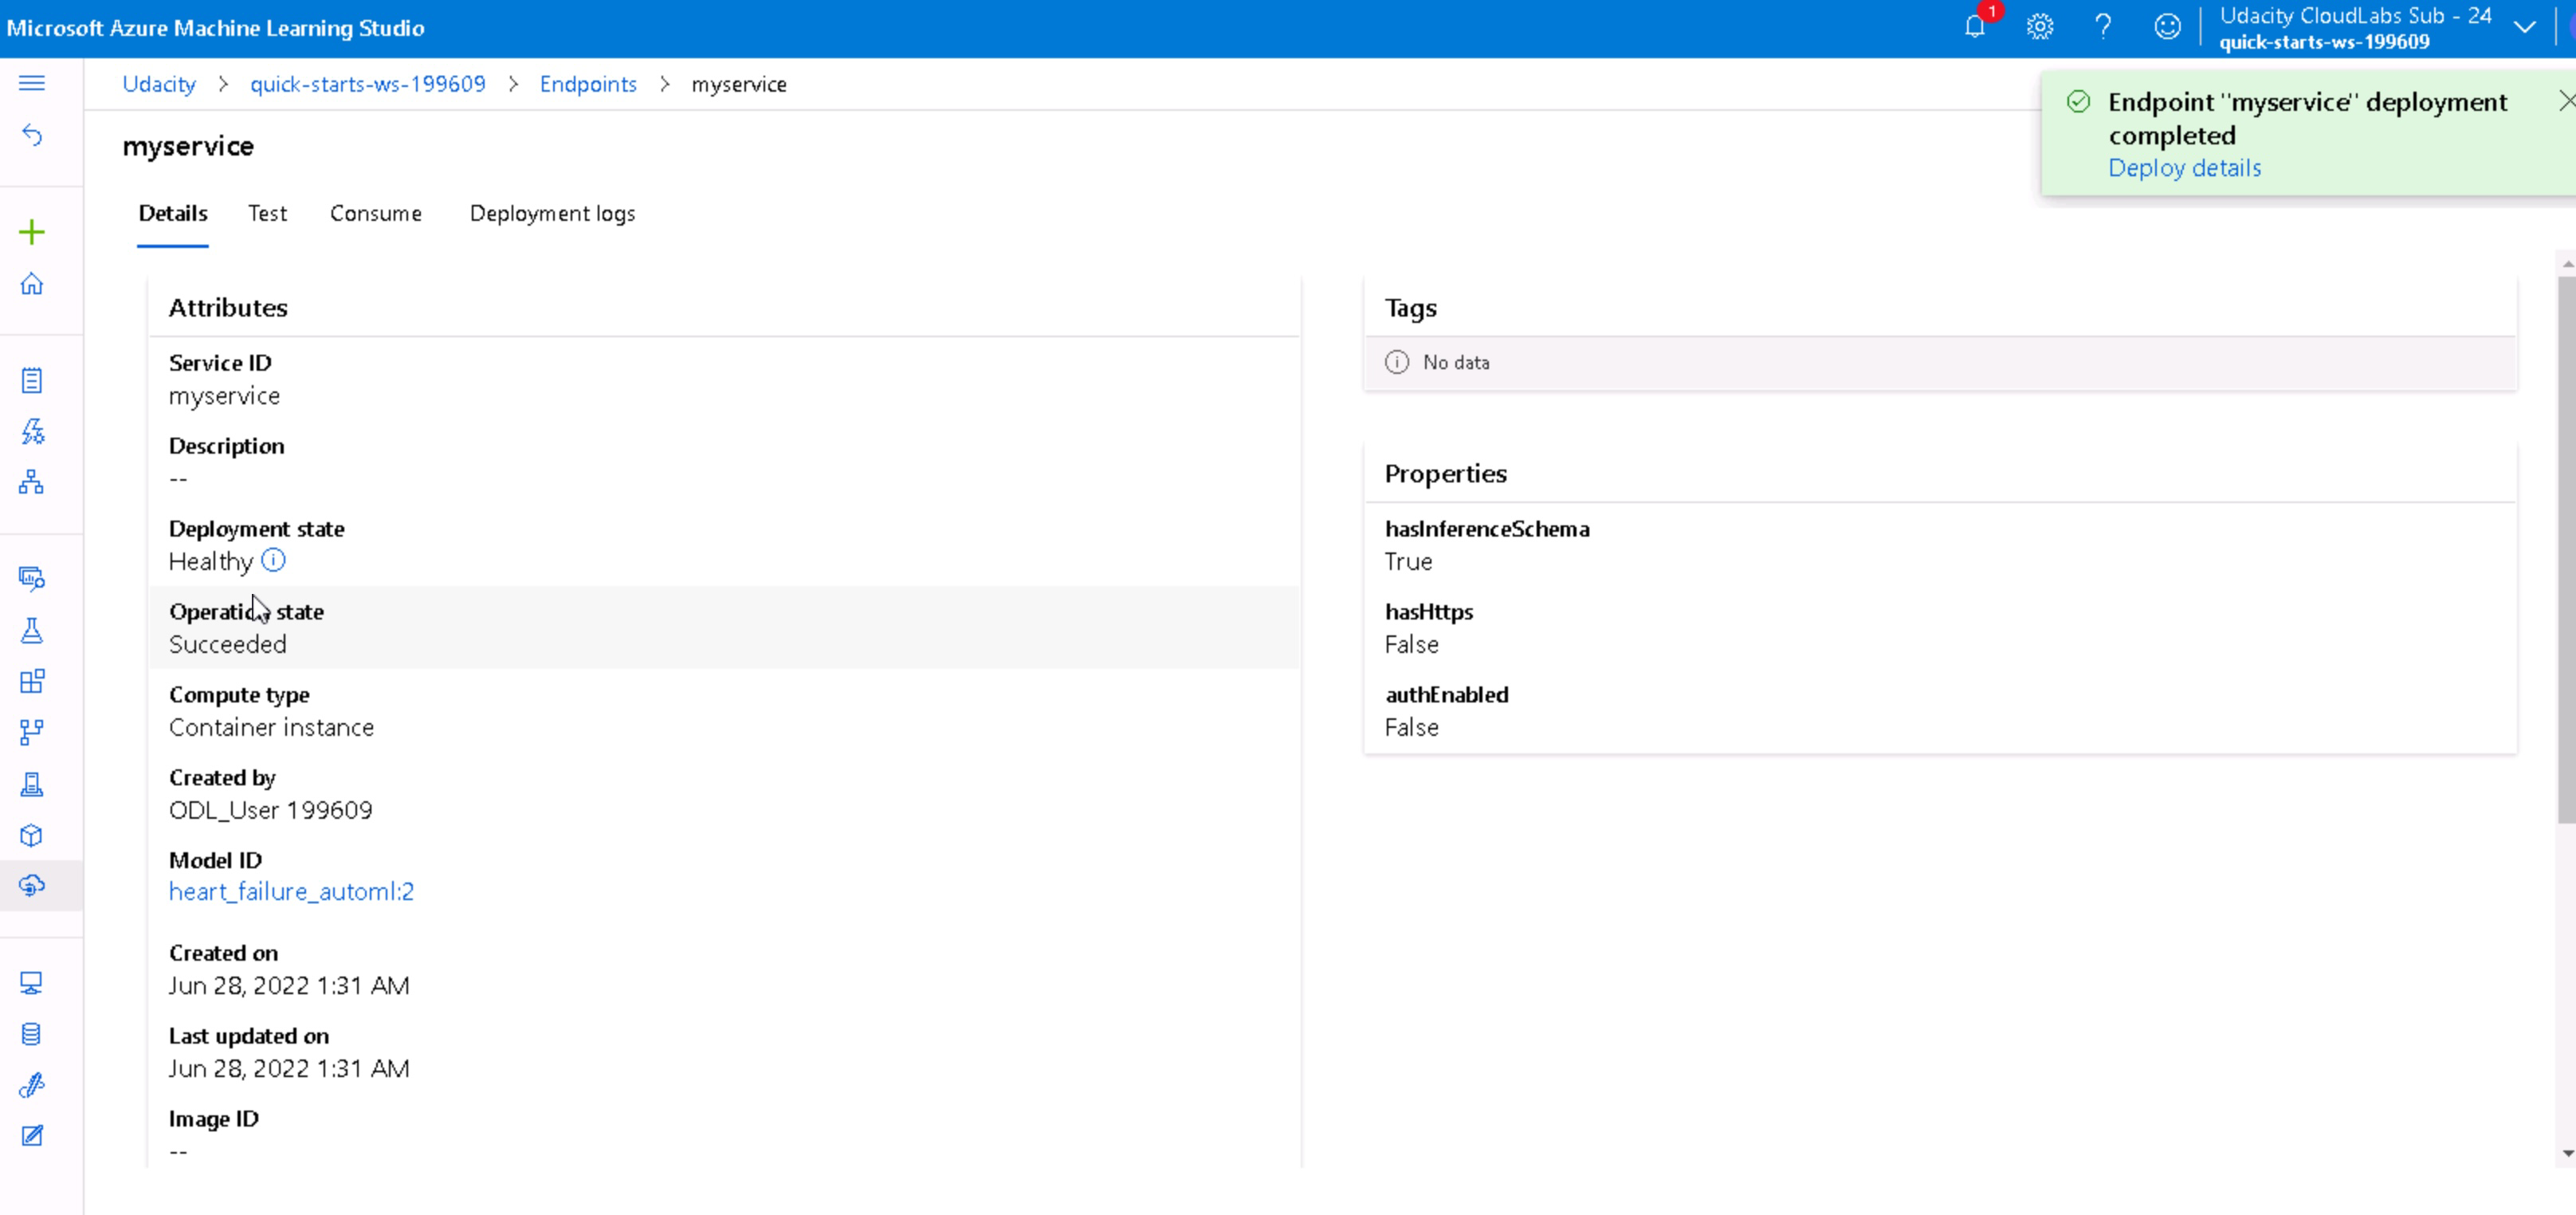 Microsoft Azure Machine Learning Studio
1
Udacity CloudLabs Sub - 24
quick-starts-ws-199609
Udacity > quick-starts-ws-199609 > Endpoints > myservice
Endpoint "myservice" deployment
completed
Deploy details
myservice
Details Test Consume Deployment logs
Attributes
Service ID
myservice
Description
--
Deployment state
Healthy
Operation state
Succeeded
Compute type
Container instance
Created by
ODL_User 199609
Model ID
heart_failure_automl:2
Created on
Jun 28, 2022 1:31 AM
Last updated on
Jun 28, 2022 1:31 AM
Image ID
--
Tags
No data
Properties
hasInferenceSchema
True
hasHttps
False
authEnabled
False